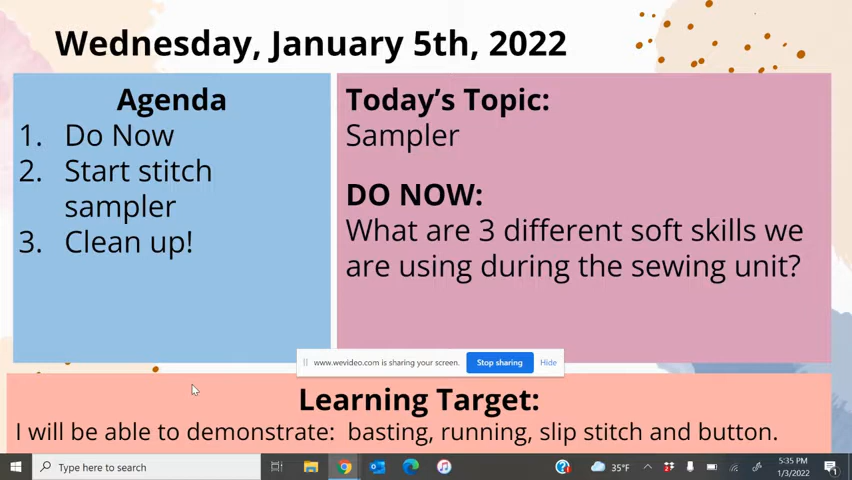 Wednesday, January 5th, 2022
Agenda
1. Do Now
2. Start stitch
sampler
3. Clean up!
Today's Topic:
Sampler
DO NOW:
What are 3 different soft skills we
are using during the sewing unit?
www.wevideo.com is sharing your screen.
Stop sharing
Hide
Learning Target:
I will be able to demonstrate: basting, running, slip stitch and button.
Type here to search
35°F
5:35 PM
1/3/2022